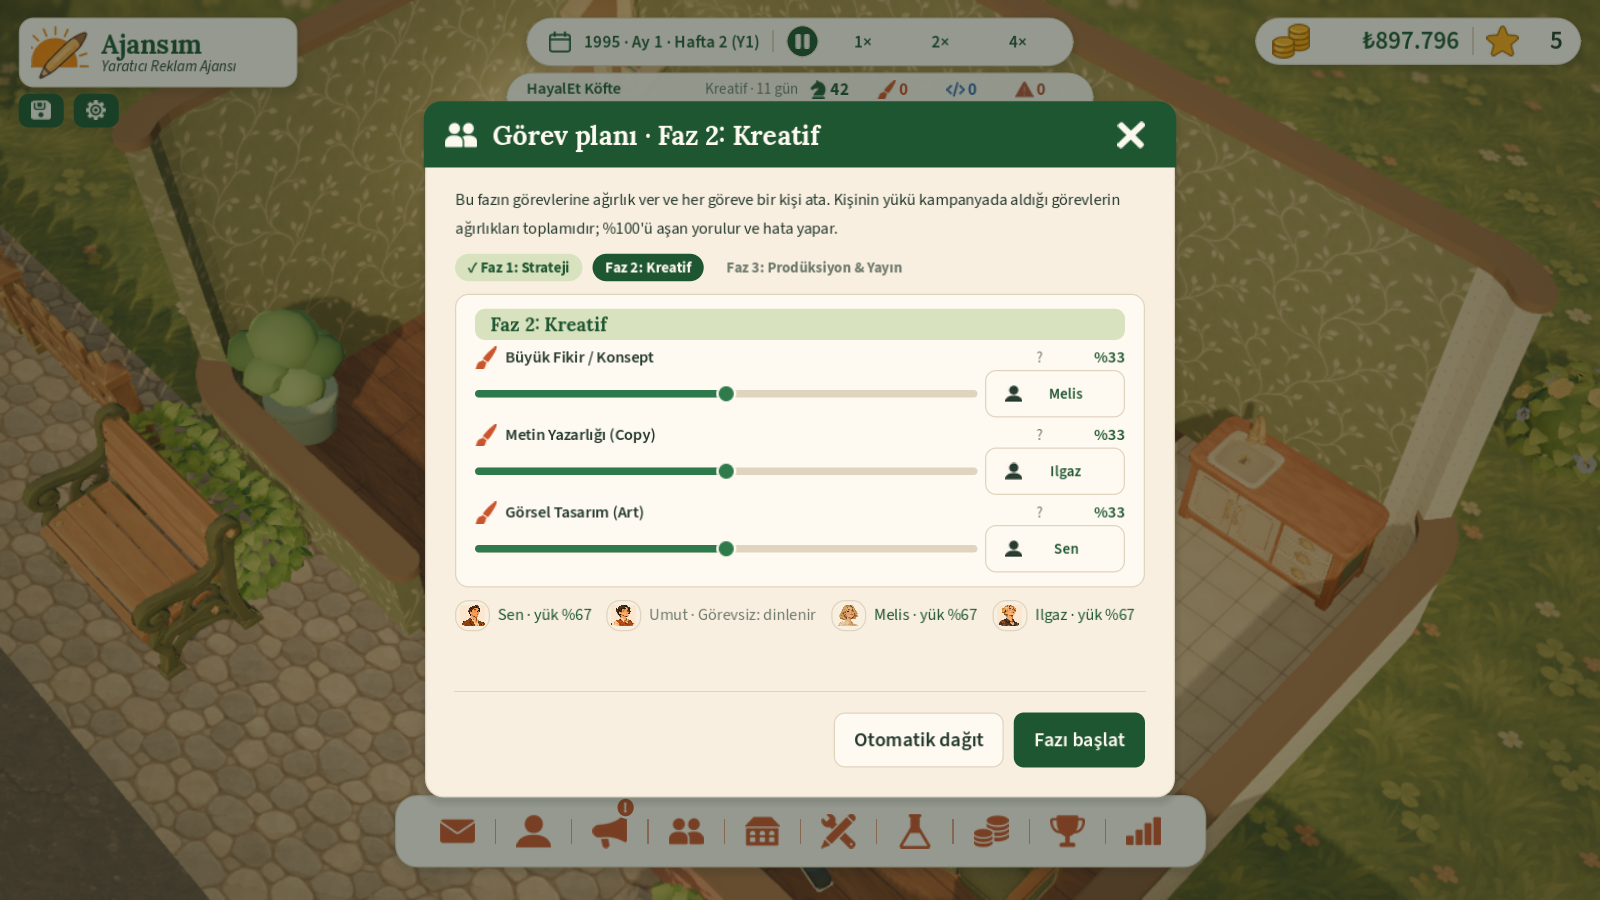 Ajansım
Yaratıcı Reklam Ajansı
1995 · Ay 1 · Hafta 2 (Y1)
1×
2×
4×
₺897.796
5
HayalEt Köfte
Kreatif · 11 gün
42
0
0
0
Görev planı · Faz 2: Kreatif
Bu fazın görevlerine ağırlık ver ve her göreve bir kişi ata. Kişinin yükü kampanyada aldığı görevlerin
ağırlıkları toplamıdır; %100'ü aşan yorulur ve hata yapar.
✓ Faz 1: Strateji
Faz 2: Kreatif
Faz 3: Prodüksiyon & Yayın
Faz 2: Kreatif
Büyük Fikir / Konsept
?
%33
Melis
Metin Yazarlığı (Copy)
?
%33
Ilgaz
Görsel Tasarım (Art)
?
%33
Sen
Sen · yük %67
Umut · Görevsiz: dinlenir
Melis · yük %67
Ilgaz · yük %67
Otomatik dağıt
Fazı başlat
!